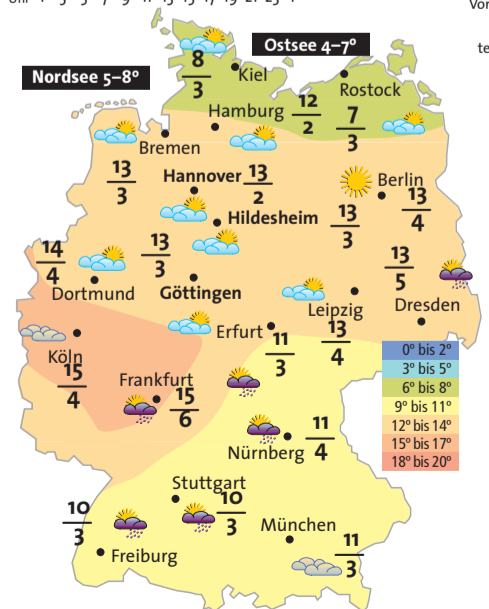 Vor
te
Ostsee 4–7°
Nordsee 5–8°
8
3
Kiel
Rostock
Hamburg
12
2
7
3
Bremen
13
3
Hannover
13
2
Berlin
13
4
Hildesheim
13
3
14
4
13
3
13
5
Dortmund
Göttingen
Leipzig
Dresden
Erfurt
11
3
13
4
Köln
15
4
Frankfurt
15
6
0° bis 2°
3° bis 5°
6° bis 8°
9° bis 11°
12° bis 14°
15° bis 17°
18° bis 20°
11
4
Nürnberg
Stuttgart
10
3
10
3
München
Freiburg
11
3